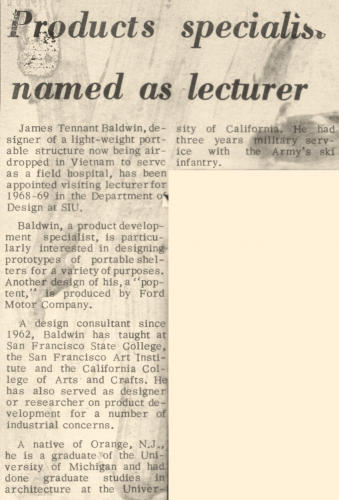 Products specialist
named as lecturer
James Tennant Baldwin, de-
signer of a light-weight port-
able structure now being air-
dropped in Vietnam to serve
as a field hospital, has been
appointed visiting lecturer for
1968-69 in the Department of
Design at SIU.
Baldwin, a product develop-
ment specialist, is particu-
larly interested in designing
prototypes of portable shel-
ters for a variety of purposes.
Another design of his, a "pop-
tent," is produced by Ford
Motor Company.
A design consultant since
1962, Baldwin has taught at
San Francisco State College,
the San Francisco Art Insti-
tute and the California Col-
lege of Arts and Crafts. He
has also served as designer
or researcher on product de-
velopment for a number of
industrial concerns.
A native of Orange, N.J.,
he is a graduate of the Uni-
versity of Michigan and had
done graduate studies in
architecture at the Univer-
sity of California. He had
three years military serv-
ice with the Army's ski
infantry.